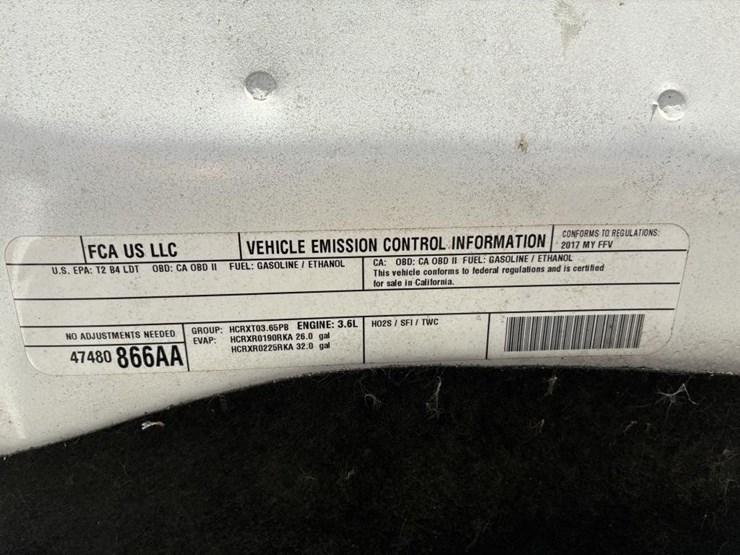 FCA US LLC
VEHICLE EMISSION CONTROL INFORMATION
CONFORMS TO REGULATIONS:
2017 MY FFV
U.S. EPA: T2 B4 LDT OBD: CA OBD II FUEL: GASOLINE / ETHANOL
CA: OBD: CA OBD II FUEL: GASOLINE / ETHANOL
This vehicle conforms to federal regulations and is certified
for sale in California.
NO ADJUSTMENTS NEEDED
47480 866AA
GROUP: HCRXT03.65P8 ENGINE: 3.6L
EVAP: HCRXR0190RKA 26.0 gal
HCRXR0225RKA 32.0 gal
HO2S / SFI / TWC